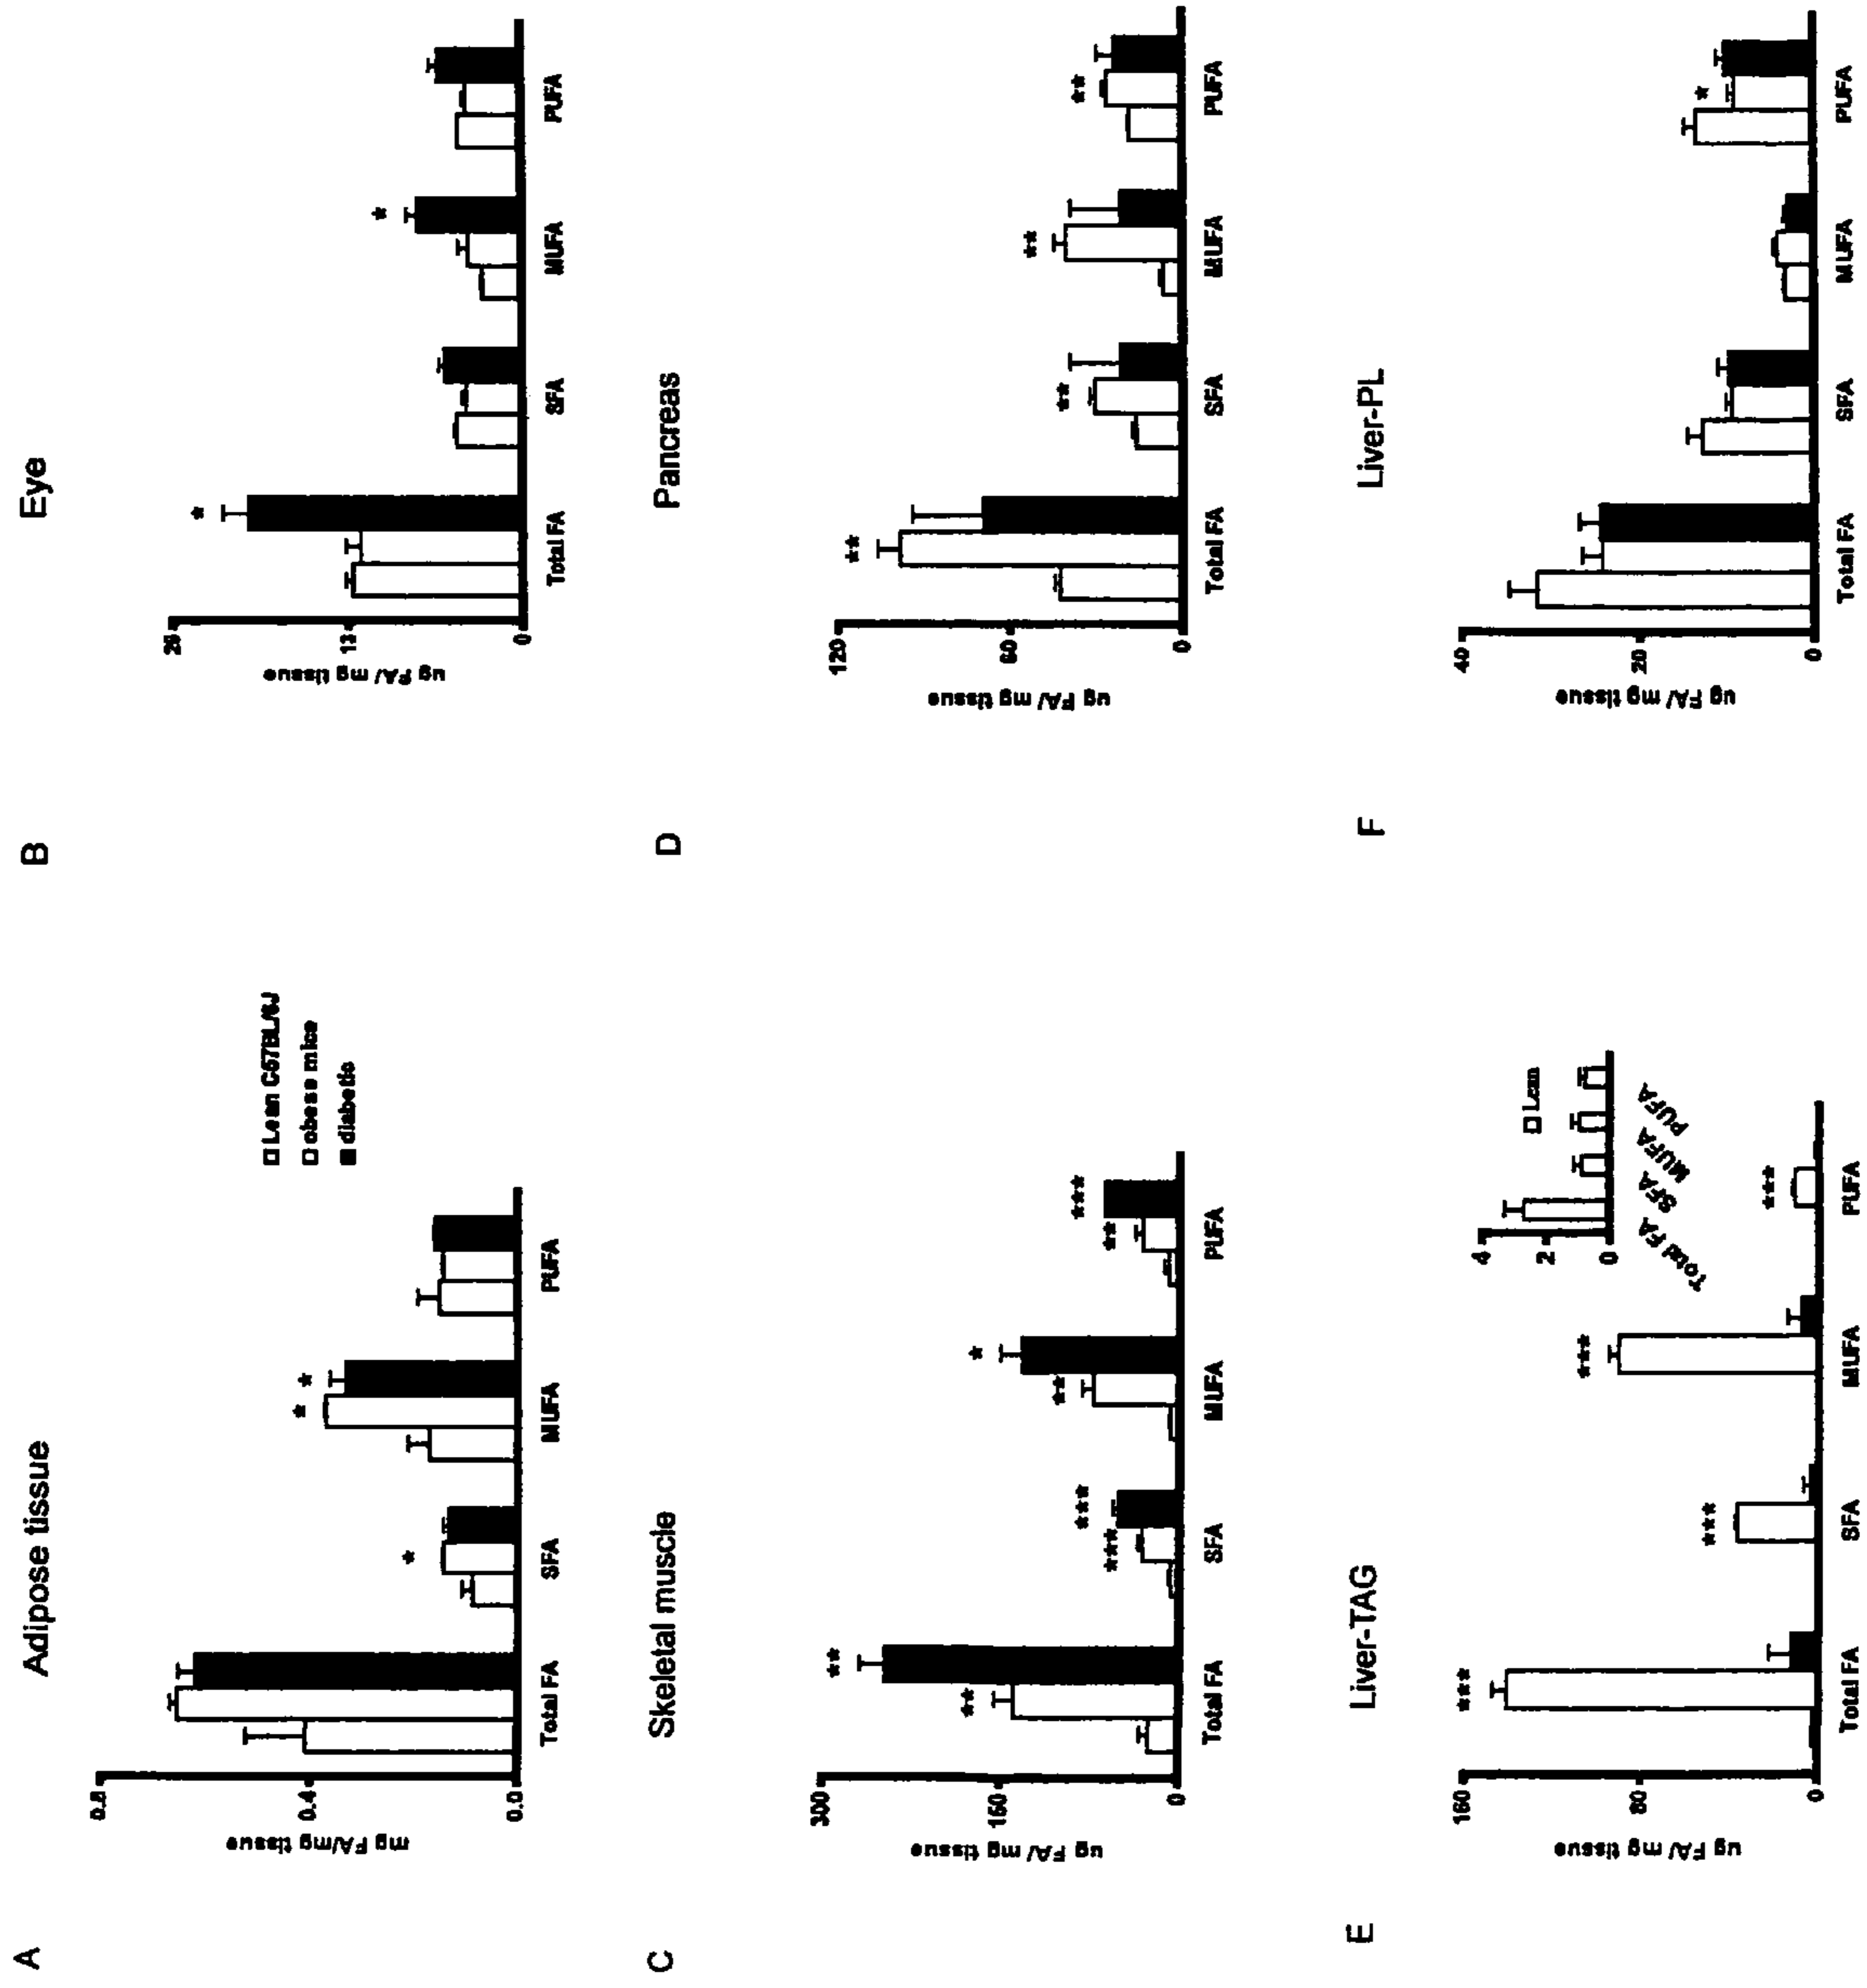 A
Adipose tissue
mg FA/mg tissue
0.8
0.4
0.0
Total FA
SFA
MUFA
PUFA
*
*
*
Lean C57BL/6J
obese mice
diabetic
B
Eye
ug FA/ mg tissue
13
0
Total FA
SFA
MUFA
PUFA
*
*
C
Skeletal muscle
ug FA/ mg tissue
300
150
0
Total FA
SFA
MUFA
PUFA
**
**
***
***
**
*
**
***
D
Pancreas
ug FA/ mg tissue
120
60
0
Total FA
SFA
MUFA
PUFA
**
**
**
**
E
Liver-TAG
ug FA/ mg tissue
160
80
0
Total FA
SFA
MUFA
PUFA
***
***
***
***
Lean
4
2
0
Total FA
SFA
MUFA
PUFA
F
Liver-PL
ug FA/ mg tissue
40
20
0
Total FA
SFA
MUFA
PUFA
*